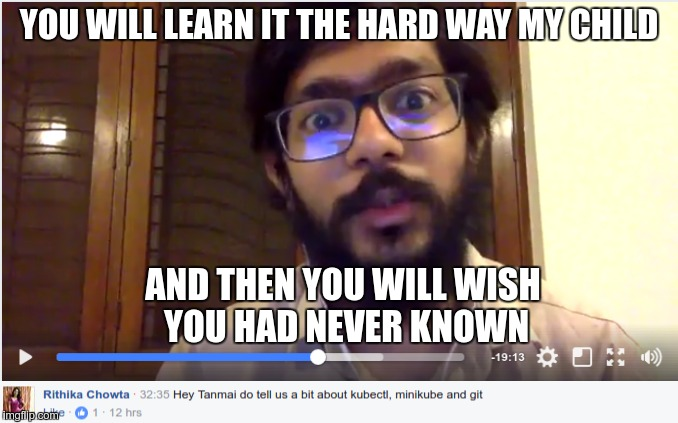 YOU WILL LEARN IT THE HARD WAY MY CHILD
AND THEN YOU WILL WISH
YOU HAD NEVER KNOWN
-19:13
Rithika Chowta · 32:35 Hey Tanmai do tell us a bit about kubectl, minikube and git
Like · 1 · 12 hrs
imgflip.com